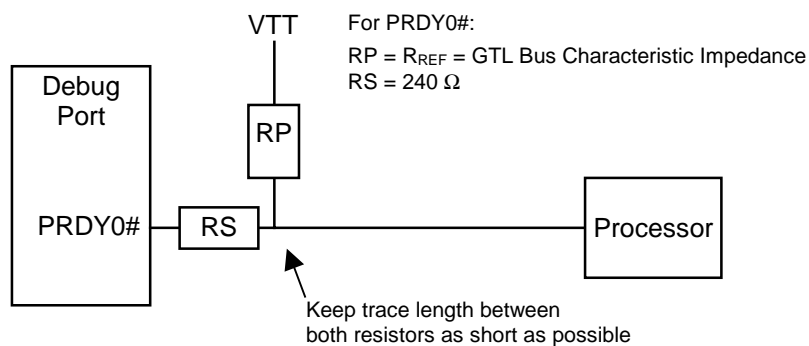 VTT
For PRDY0#:
RP = RREF = GTL Bus Characteristic Impedance
RS = 240 Ω
Debug
Port
RP
PRDY0#
RS
Processor
Keep trace length between
both resistors as short as possible